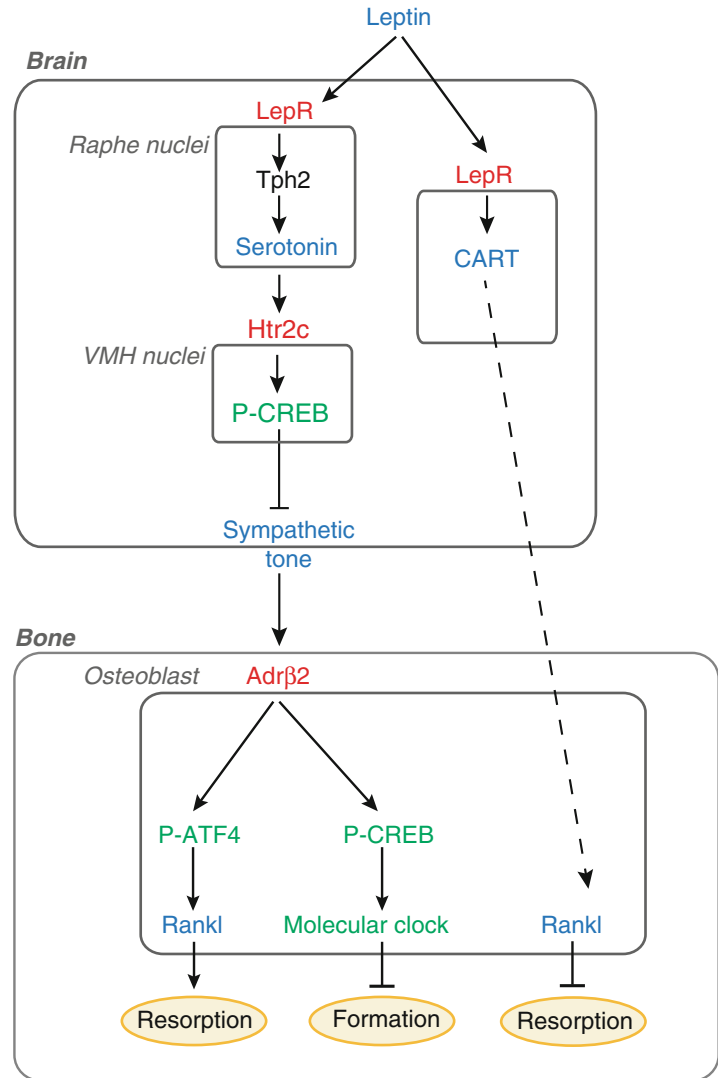 Leptin
Brain
LepR
Raphe nuclei
Tph2
LepR
Serotonin
CART
Htr2c
VMH nuclei
P-CREB
Sympathetic
tone
Bone
Osteoblast
Adrβ2
P-ATF4
P-CREB
Rankl
Molecular clock
Rankl
Resorption
Formation
Resorption